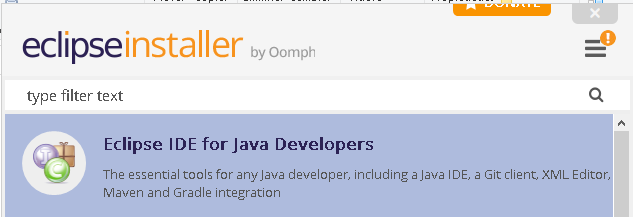 DONATE
eclipseinstaller by Oomph
type filter text
Eclipse IDE for Java Developers
The essential tools for any Java developer, including a Java IDE, a Git client, XML Editor,
Maven and Gradle integration